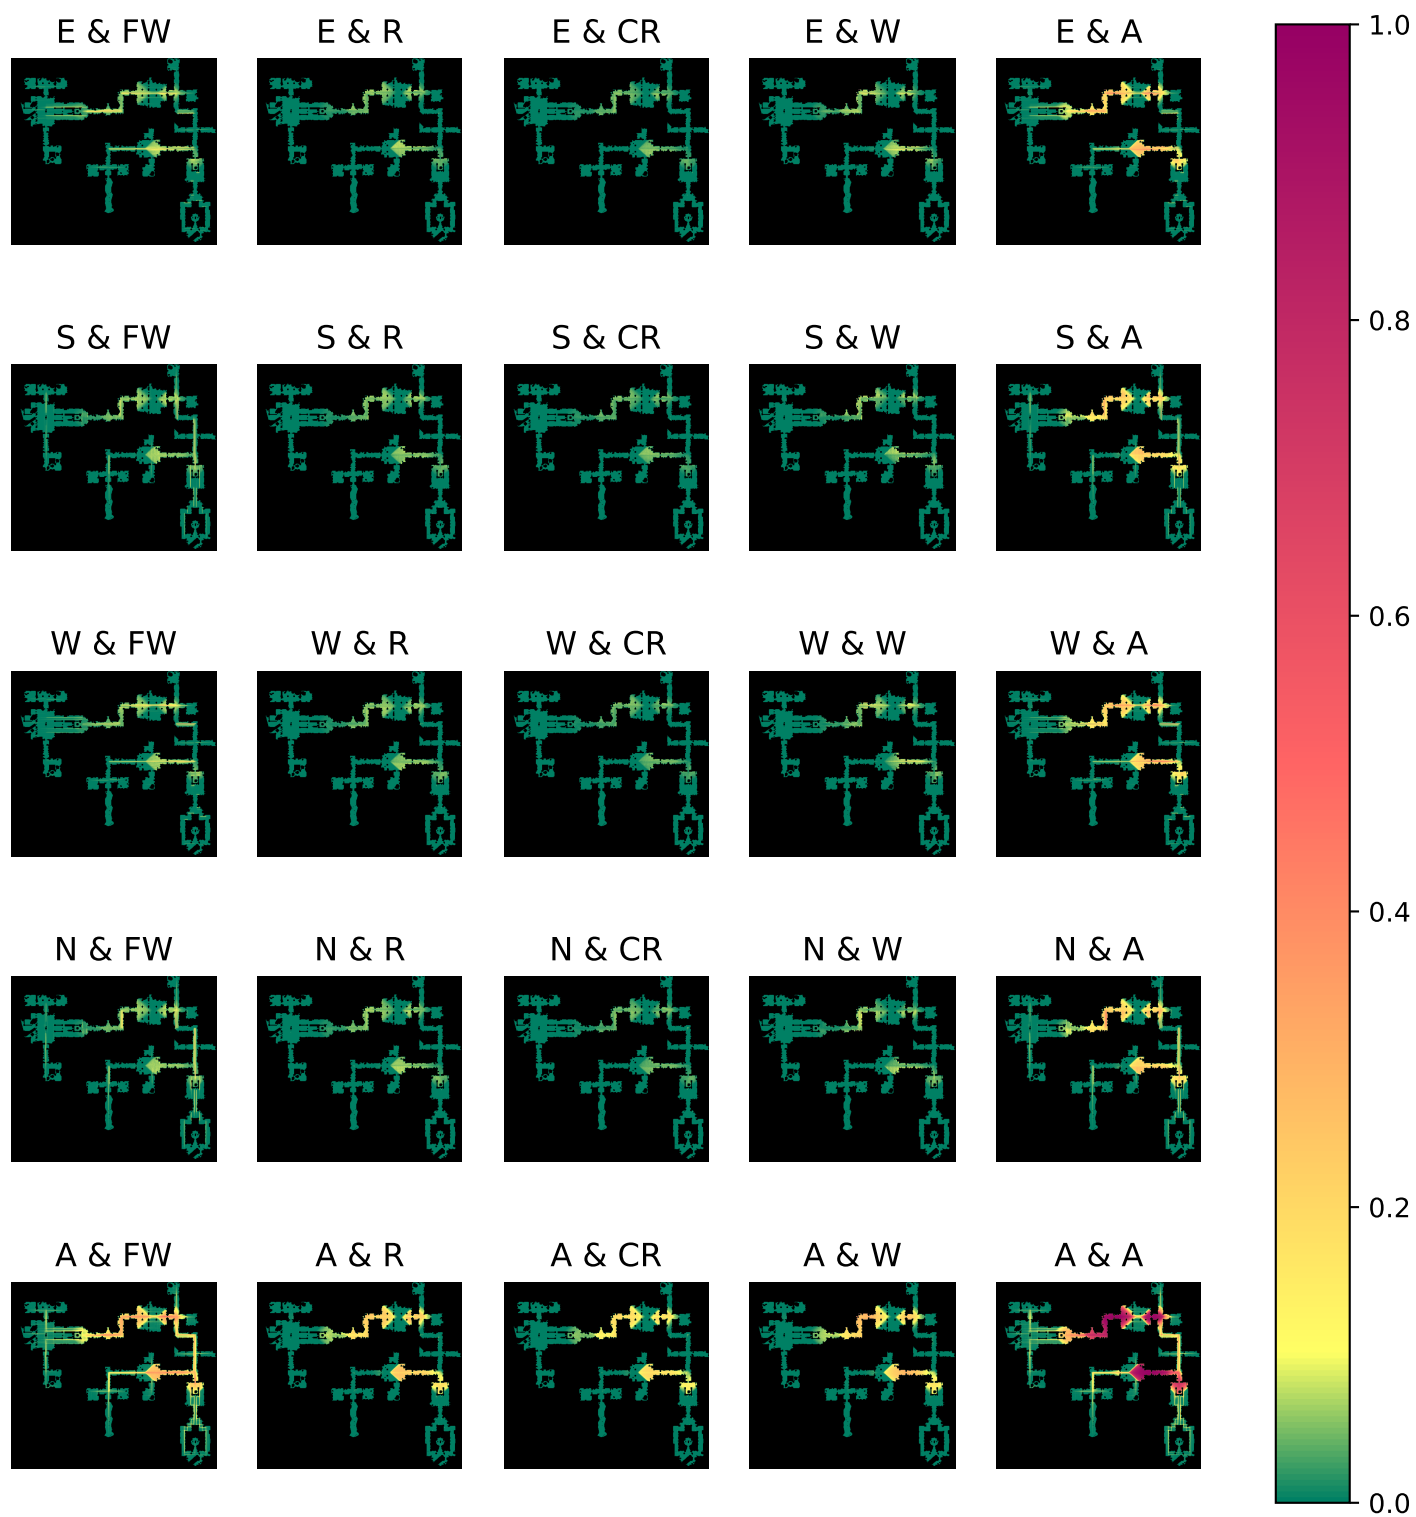 E & FW
E & R
E & CR
E & W
E & A
S & FW
S & R
S & CR
S & W
S & A
W & FW
W & R
W & CR
W & W
W & A
N & FW
N & R
N & CR
N & W
N & A
A & FW
A & R
A & CR
A & W
A & A
1.0
0.8
0.6
0.4
0.2
0.0